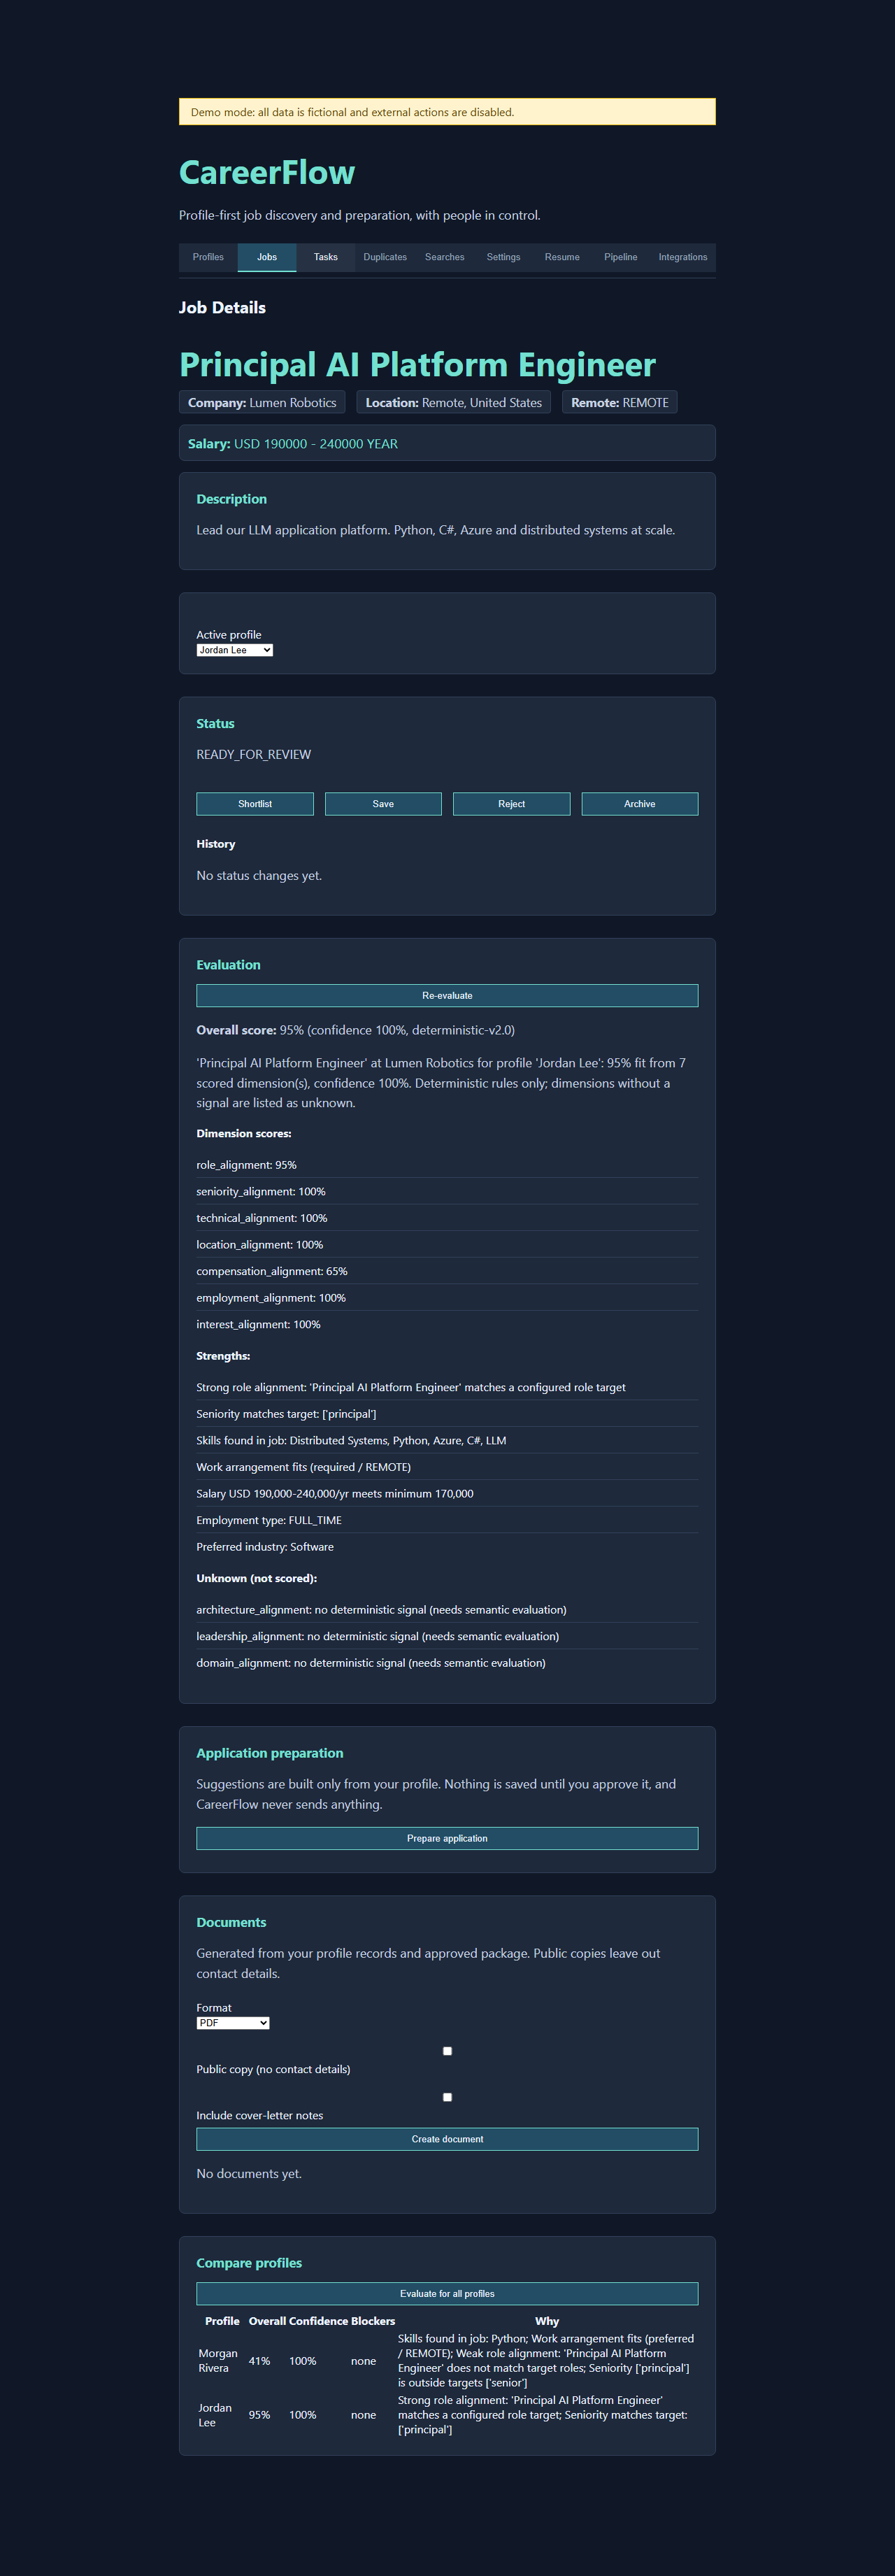 Demo mode: all data is fictional and external actions are disabled.
CareerFlow
Profile-first job discovery and preparation, with people in control.
Profiles Jobs Tasks Duplicates Searches Settings Resume Pipeline Integrations
Job Details
Principal AI Platform Engineer
Company: Lumen Robotics Location: Remote, United States Remote: REMOTE
Salary: USD 190000 - 240000 YEAR
Description
Lead our LLM application platform. Python, C#, Azure and distributed systems at scale.
Active profile
Jordan Lee
Status
READY_FOR_REVIEW
Shortlist Save Reject Archive
History
No status changes yet.
Evaluation
Re-evaluate
Overall score: 95% (confidence 100%, deterministic-v2.0)
'Principal AI Platform Engineer' at Lumen Robotics for profile 'Jordan Lee': 95% fit from 7
scored dimension(s), confidence 100%. Deterministic rules only; dimensions without a
signal are listed as unknown.
Dimension scores:
role_alignment: 95%
seniority_alignment: 100%
technical_alignment: 100%
location_alignment: 100%
compensation_alignment: 65%
employment_alignment: 100%
interest_alignment: 100%
Strengths:
Strong role alignment: 'Principal AI Platform Engineer' matches a configured role target
Seniority matches target: ['principal']
Skills found in job: Distributed Systems, Python, Azure, C#, LLM
Work arrangement fits (required / REMOTE)
Salary USD 190,000-240,000/yr meets minimum 170,000
Employment type: FULL_TIME
Preferred industry: Software
Unknown (not scored):
architecture_alignment: no deterministic signal (needs semantic evaluation)
leadership_alignment: no deterministic signal (needs semantic evaluation)
domain_alignment: no deterministic signal (needs semantic evaluation)
Application preparation
Suggestions are built only from your profile. Nothing is saved until you approve it, and
CareerFlow never sends anything.
Prepare application
Documents
Generated from your profile records and approved package. Public copies leave out
contact details.
Format
PDF
Public copy (no contact details)
Include cover-letter notes
Create document
No documents yet.
Compare profiles
Evaluate for all profiles
Profile Overall Confidence Blockers Why
Morgan Rivera 41% 100% none Skills found in job: Python; Work arrangement fits (preferred
/ REMOTE); Weak role alignment: 'Principal AI Platform
Engineer' does not match target roles; Seniority ['principal']
is outside targets ['senior']
Jordan Lee 95% 100% none Strong role alignment: 'Principal AI Platform Engineer'
matches a configured role target; Seniority matches target:
['principal']